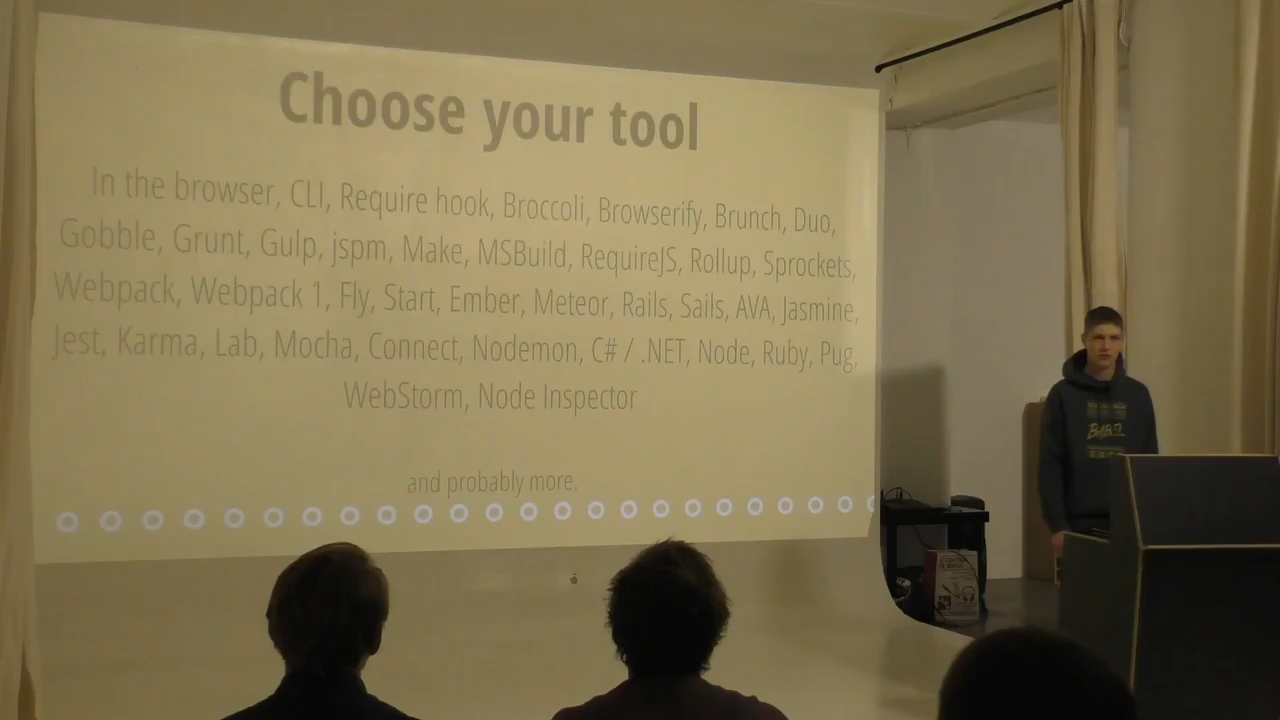 Choose your tool
In the browser, CLI, Require hook, Broccoli, Browserify, Brunch, Duo,
Gobble, Grunt, Gulp, jspm, Make, MSBuild, RequireJS, Rollup, Sprockets,
Webpack, Webpack 1, Fly, Start, Ember, Meteor, Rails, Sails, AVA, Jasmine,
Jest, Karma, Lab, Mocha, Connect, Nodemon, C# / .NET, Node, Ruby, Pug,
WebStorm, Node Inspector
and probably more.